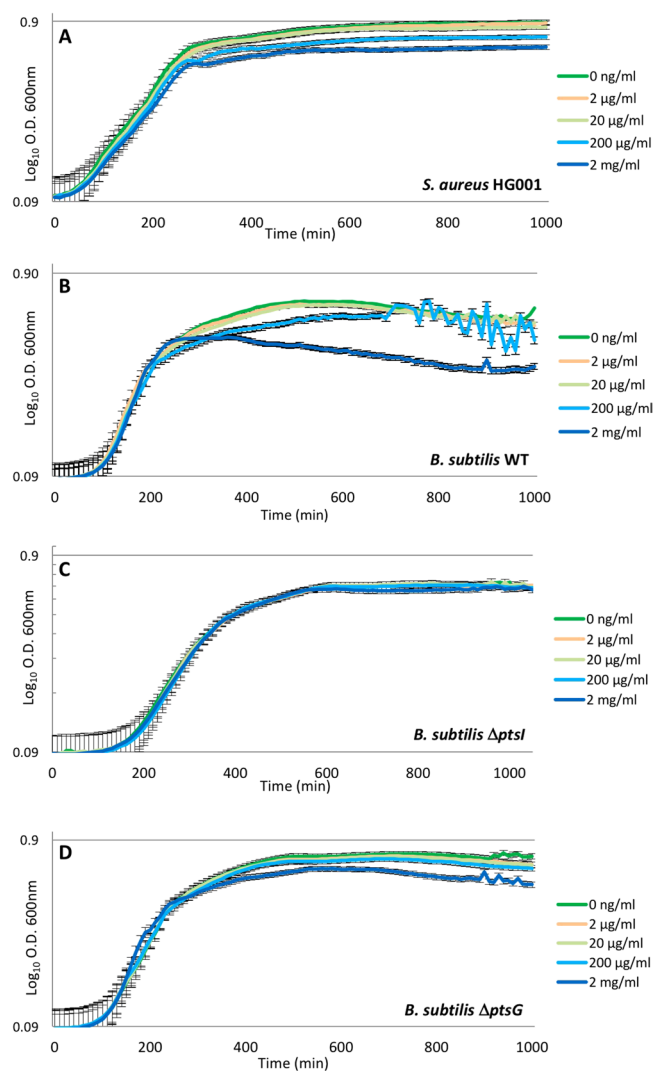 0.9
A
Log10 O.D. 600nm
0 ng/ml
2 µg/ml
20 µg/ml
200 µg/ml
2 mg/ml
S. aureus HG001
0.09
0 200 400 600 800 1000
Time (min)
0.90
B
Log10 O.D. 600nm
0 ng/ml
2 µg/ml
20 µg/ml
200 µg/ml
2 mg/ml
B. subtilis WT
0.09
0 200 400 600 800 1000
Time (min)
0.9
C
Log10 O.D. 600nm
0 ng/ml
2 µg/ml
20 µg/ml
200 µg/ml
2 mg/ml
B. subtilis ΔptsI
0.09
0 200 400 600 800 1000
Time (min)
0.9
D
Log10 O.D. 600nm
0 ng/ml
2 µg/ml
20 µg/ml
200 µg/ml
2 mg/ml
B. subtilis ΔptsG
0.09
0 200 400 600 800 1000
Time (min)